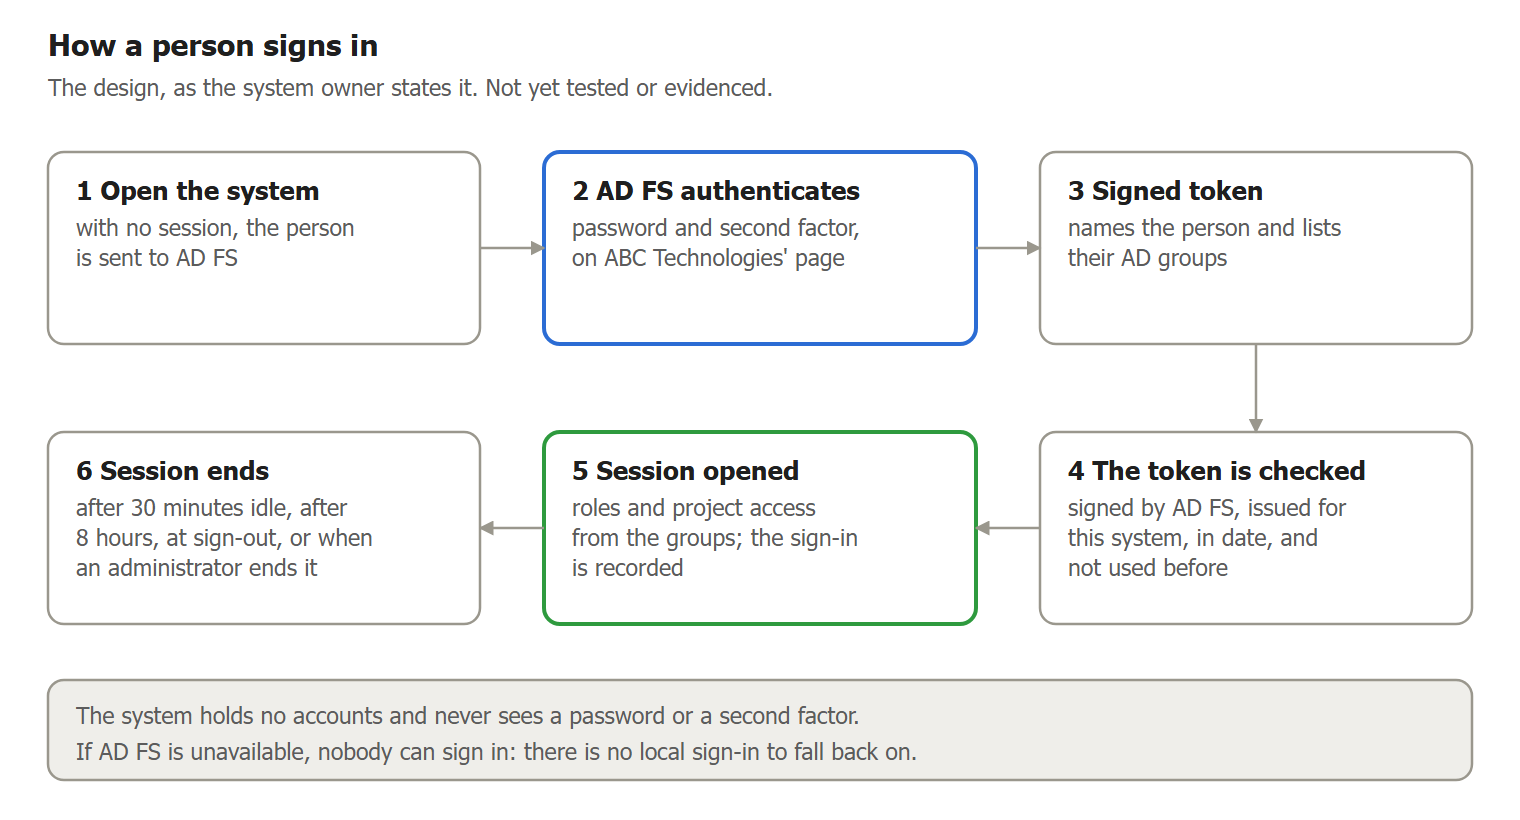 How a person signs in
The design, as the system owner states it. Not yet tested or evidenced.
1 Open the system
with no session, the person
is sent to AD FS
2 AD FS authenticates
password and second factor,
on ABC Technologies' page
3 Signed token
names the person and lists
their AD groups
4 The token is checked
signed by AD FS, issued for
this system, in date, and
not used before
5 Session opened
roles and project access
from the groups; the sign-in
is recorded
6 Session ends
after 30 minutes idle, after
8 hours, at sign-out, or when
an administrator ends it
The system holds no accounts and never sees a password or a second factor.
If AD FS is unavailable, nobody can sign in: there is no local sign-in to fall back on.